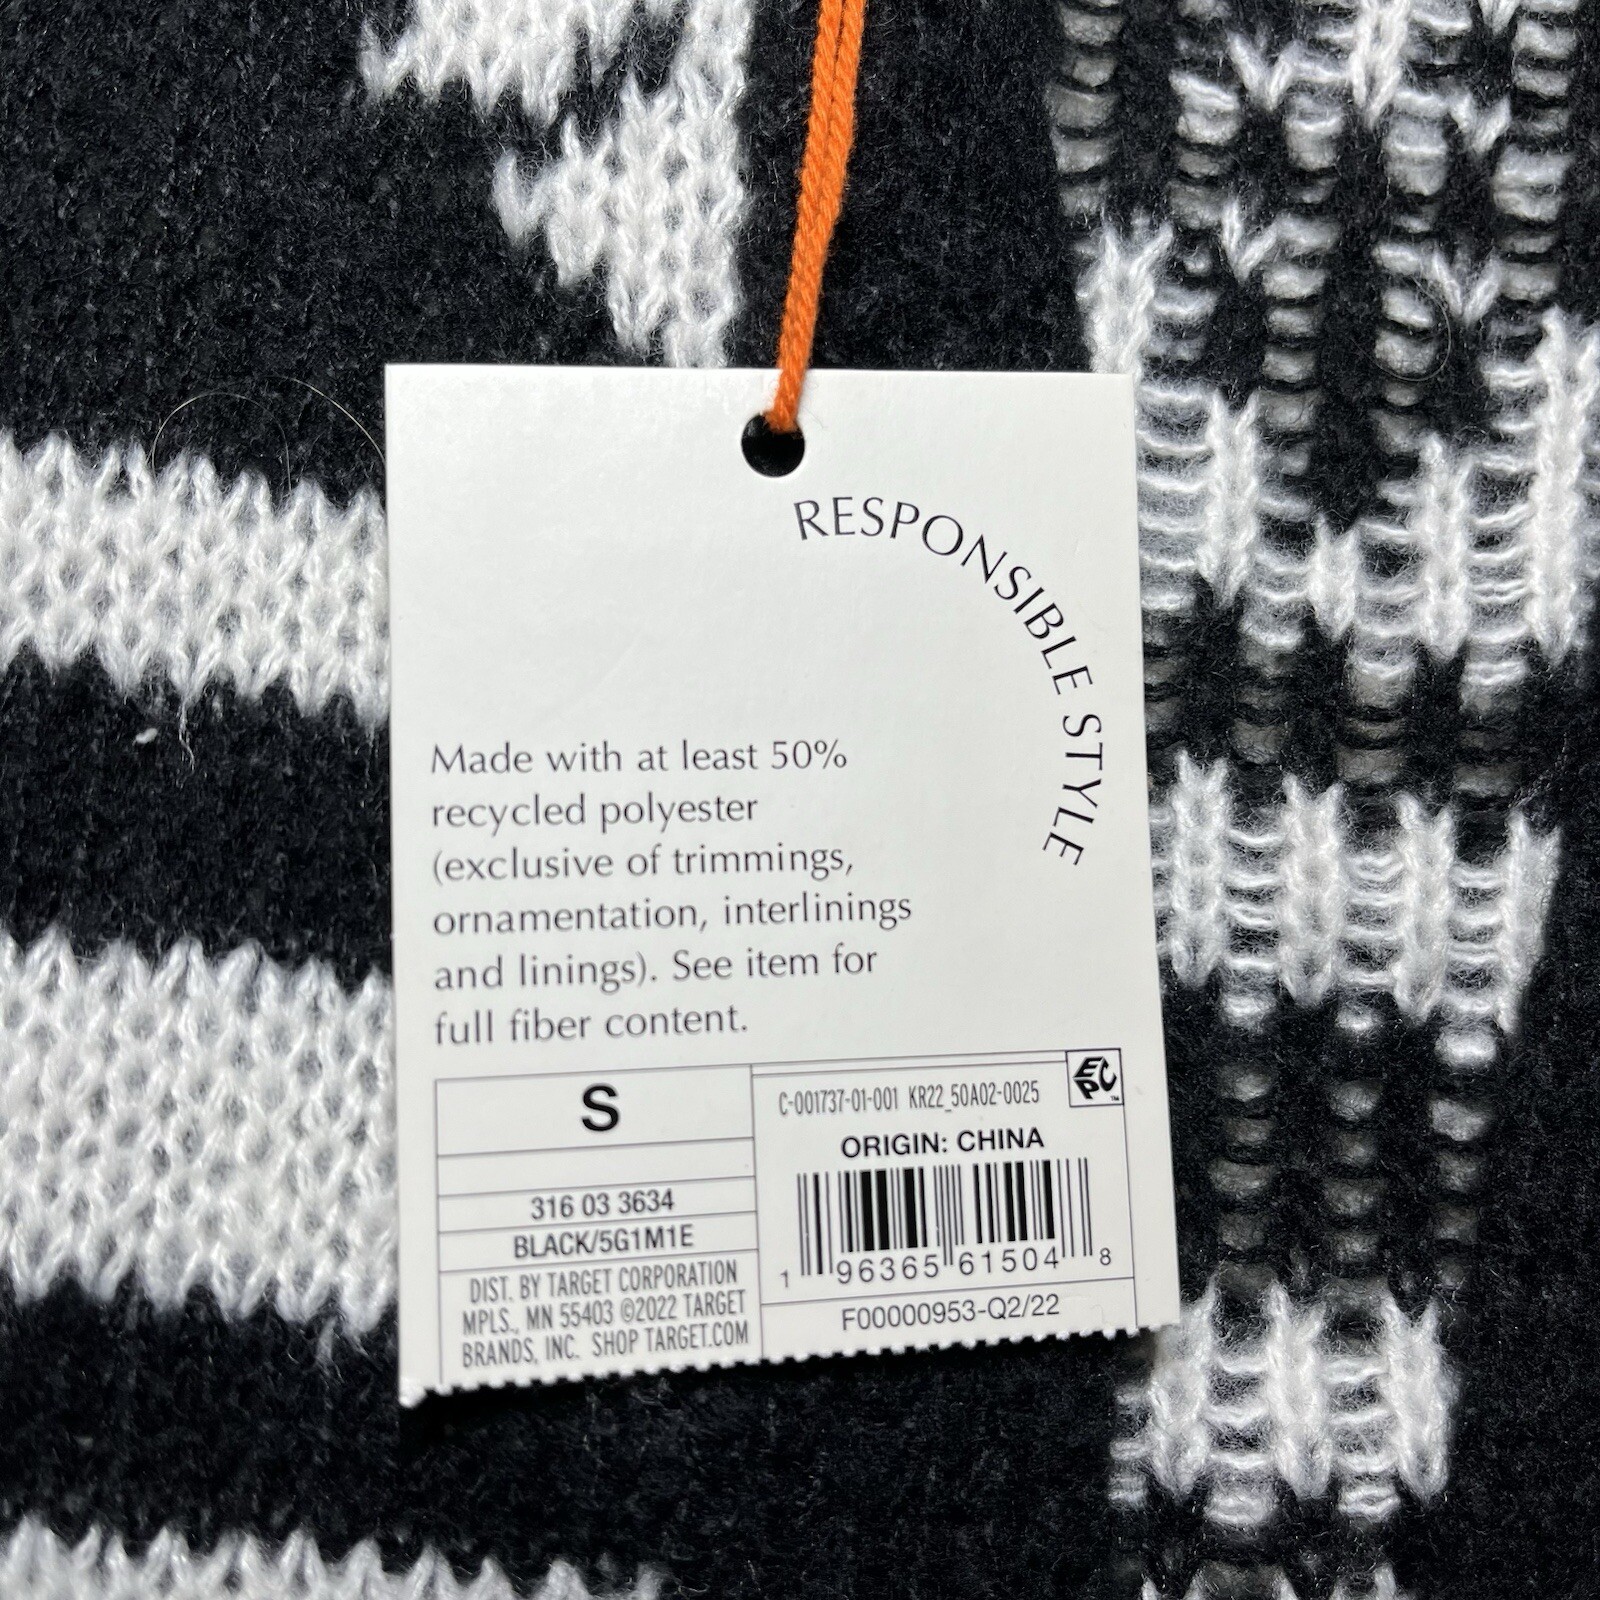 RESPONSIBLE STYLE
Made with at least 50%
recycled polyester
(exclusive of trimmings,
ornamentation, interlinings
and linings). See item for
full fiber content.
S
316 03 3634
BLACK/5G1M1E
DIST. BY TARGET CORPORATION
MPLS., MN 55403 ©2022 TARGET
BRANDS, INC. SHOP TARGET.COM
EPC™
C-001737-01-001 KR22_50A02-0025
ORIGIN: CHINA
1 96365 61504 8
F00000953-Q2/22